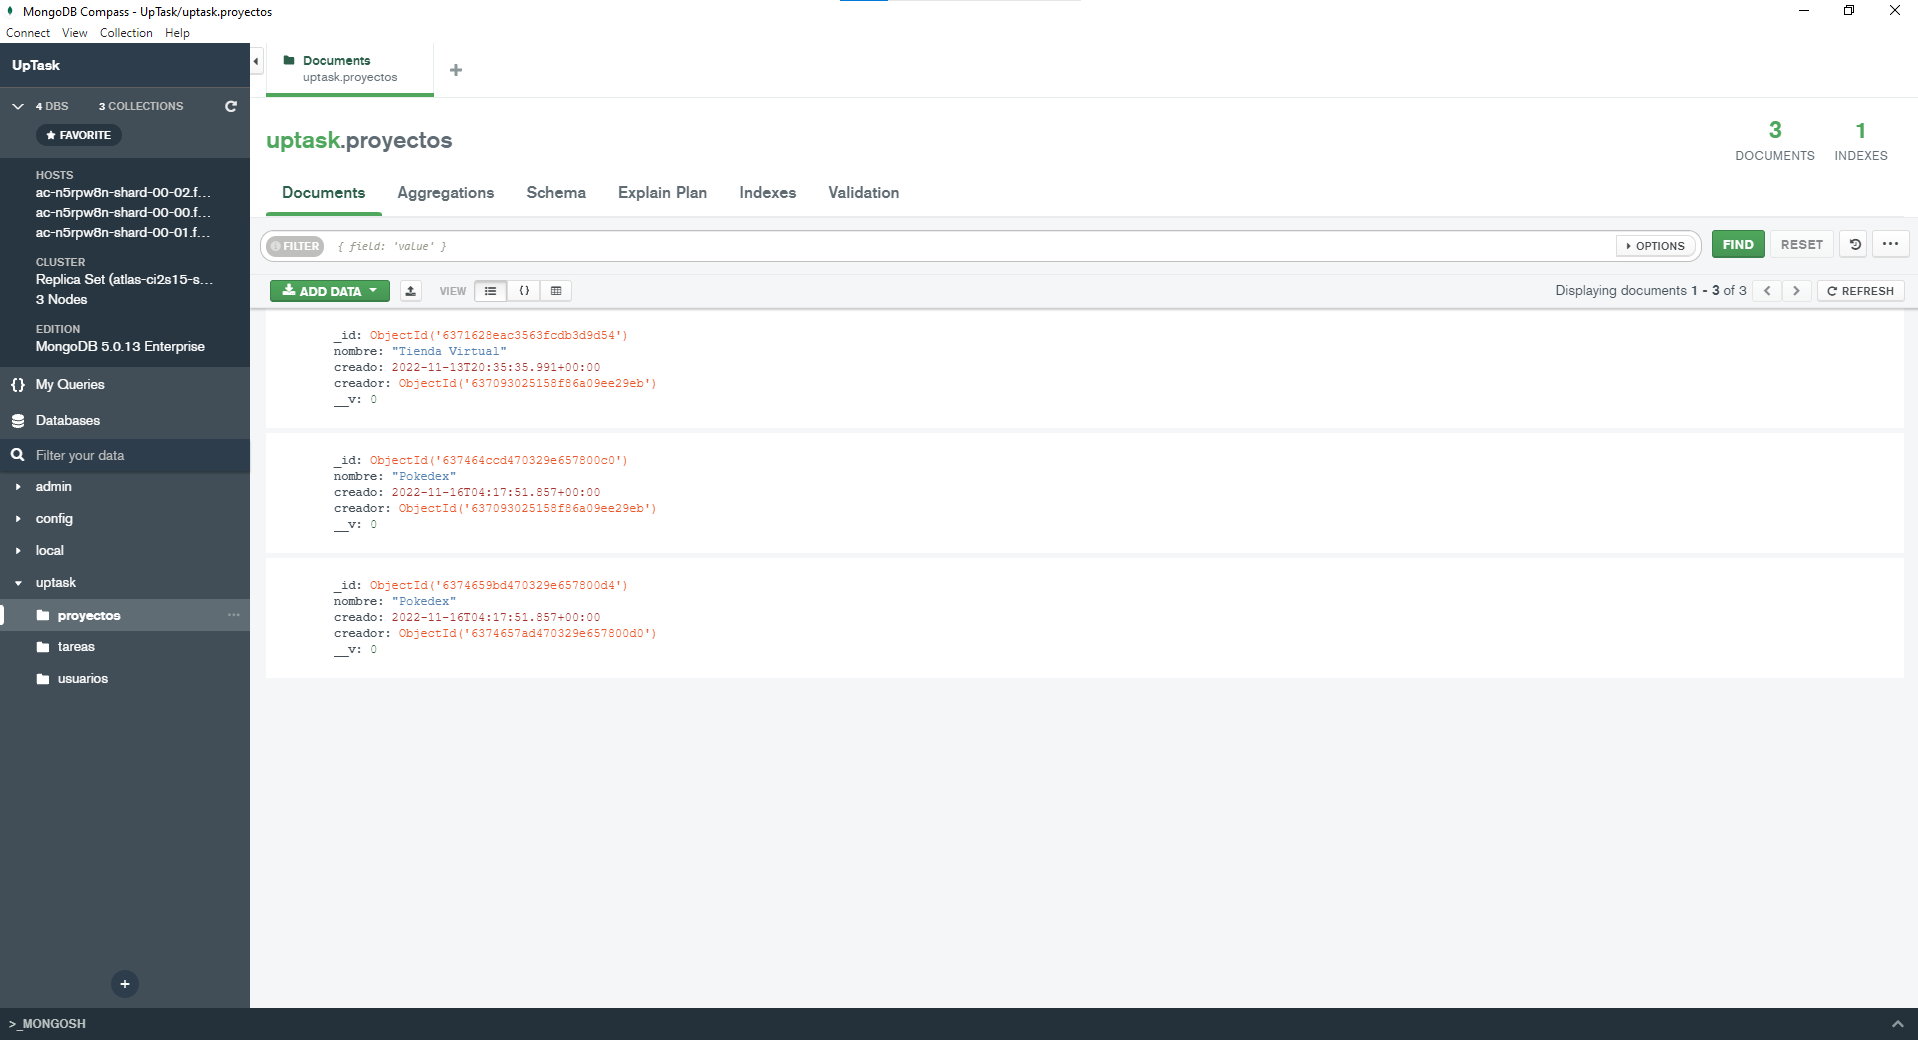 MongoDB Compass - UpTask/uptask.proyectos
Connect View Collection Help
UpTask
4 DBS 3 COLLECTIONS
FAVORITE
HOSTS
ac-n5rpw8n-shard-00-02.f...
ac-n5rpw8n-shard-00-00.f...
ac-n5rpw8n-shard-00-01.f...
CLUSTER
Replica Set (atlas-ci2s15-s...
3 Nodes
EDITION
MongoDB 5.0.13 Enterprise
{} My Queries
Databases
Filter your data
admin
config
local
uptask
proyectos ...
tareas
usuarios
+
Documents
uptask.proyectos
+
uptask.proyectos
3
DOCUMENTS
1
INDEXES
Documents Aggregations Schema Explain Plan Indexes Validation
FILTER { field: 'value' } OPTIONS FIND RESET ...
ADD DATA VIEW {} Displaying documents 1 - 3 of 3 < > REFRESH
_id: ObjectId('6371628eac3563fcdb3d9d54')
nombre: "Tienda Virtual"
creado: 2022-11-13T20:35:35.991+00:00
creador: ObjectId('637093025158f86a09ee29eb')
__v: 0
_id: ObjectId('637464ccd470329e657800c0')
nombre: "Pokedex"
creado: 2022-11-16T04:17:51.857+00:00
creador: ObjectId('637093025158f86a09ee29eb')
__v: 0
_id: ObjectId('6374659bd470329e657800d4')
nombre: "Pokedex"
creado: 2022-11-16T04:17:51.857+00:00
creador: ObjectId('6374657ad470329e657800d0')
__v: 0
>_MONGOSH